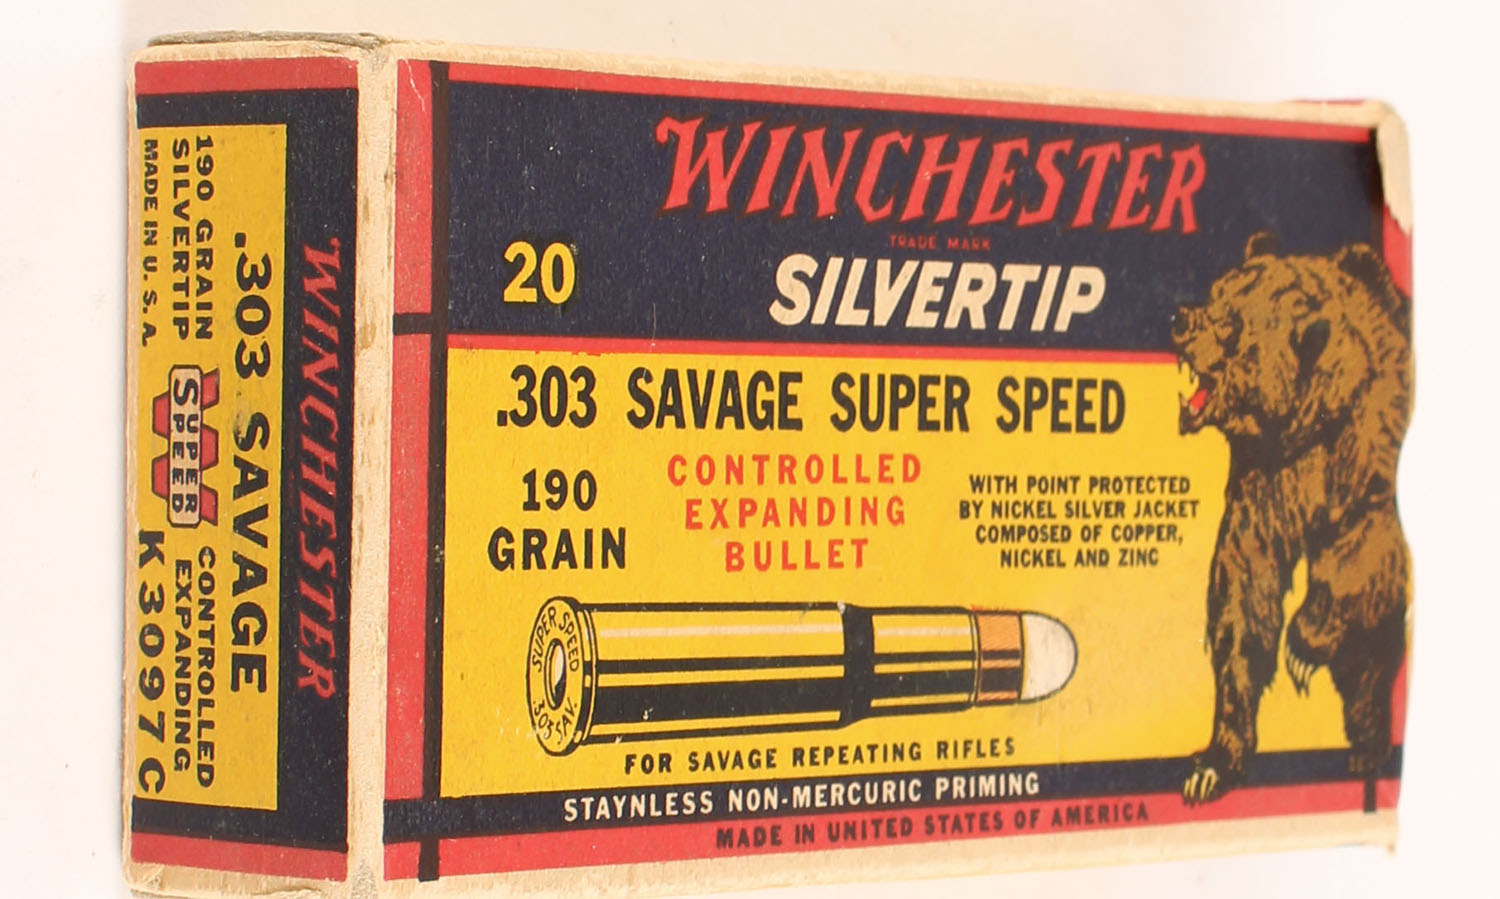 WINCHESTER
TRADE MARK
SILVERTIP
20
.303 SAVAGE SUPER SPEED
190
GRAIN
CONTROLLED
EXPANDING
BULLET
WITH POINT PROTECTED
BY NICKEL SILVER JACKET
COMPOSED OF COPPER,
NICKEL AND ZINC
SUPER SPEED
.303 SAV.
FOR SAVAGE REPEATING RIFLES
STAYNLESS NON-MERCURIC PRIMING
MADE IN UNITED STATES OF AMERICA
WINCHESTER
.303 SAVAGE
190 GRAIN
SILVERTIP
MADE IN U.S.A.
W
SUPER
SPEED
CONTROLLED
EXPANDING
K3097C